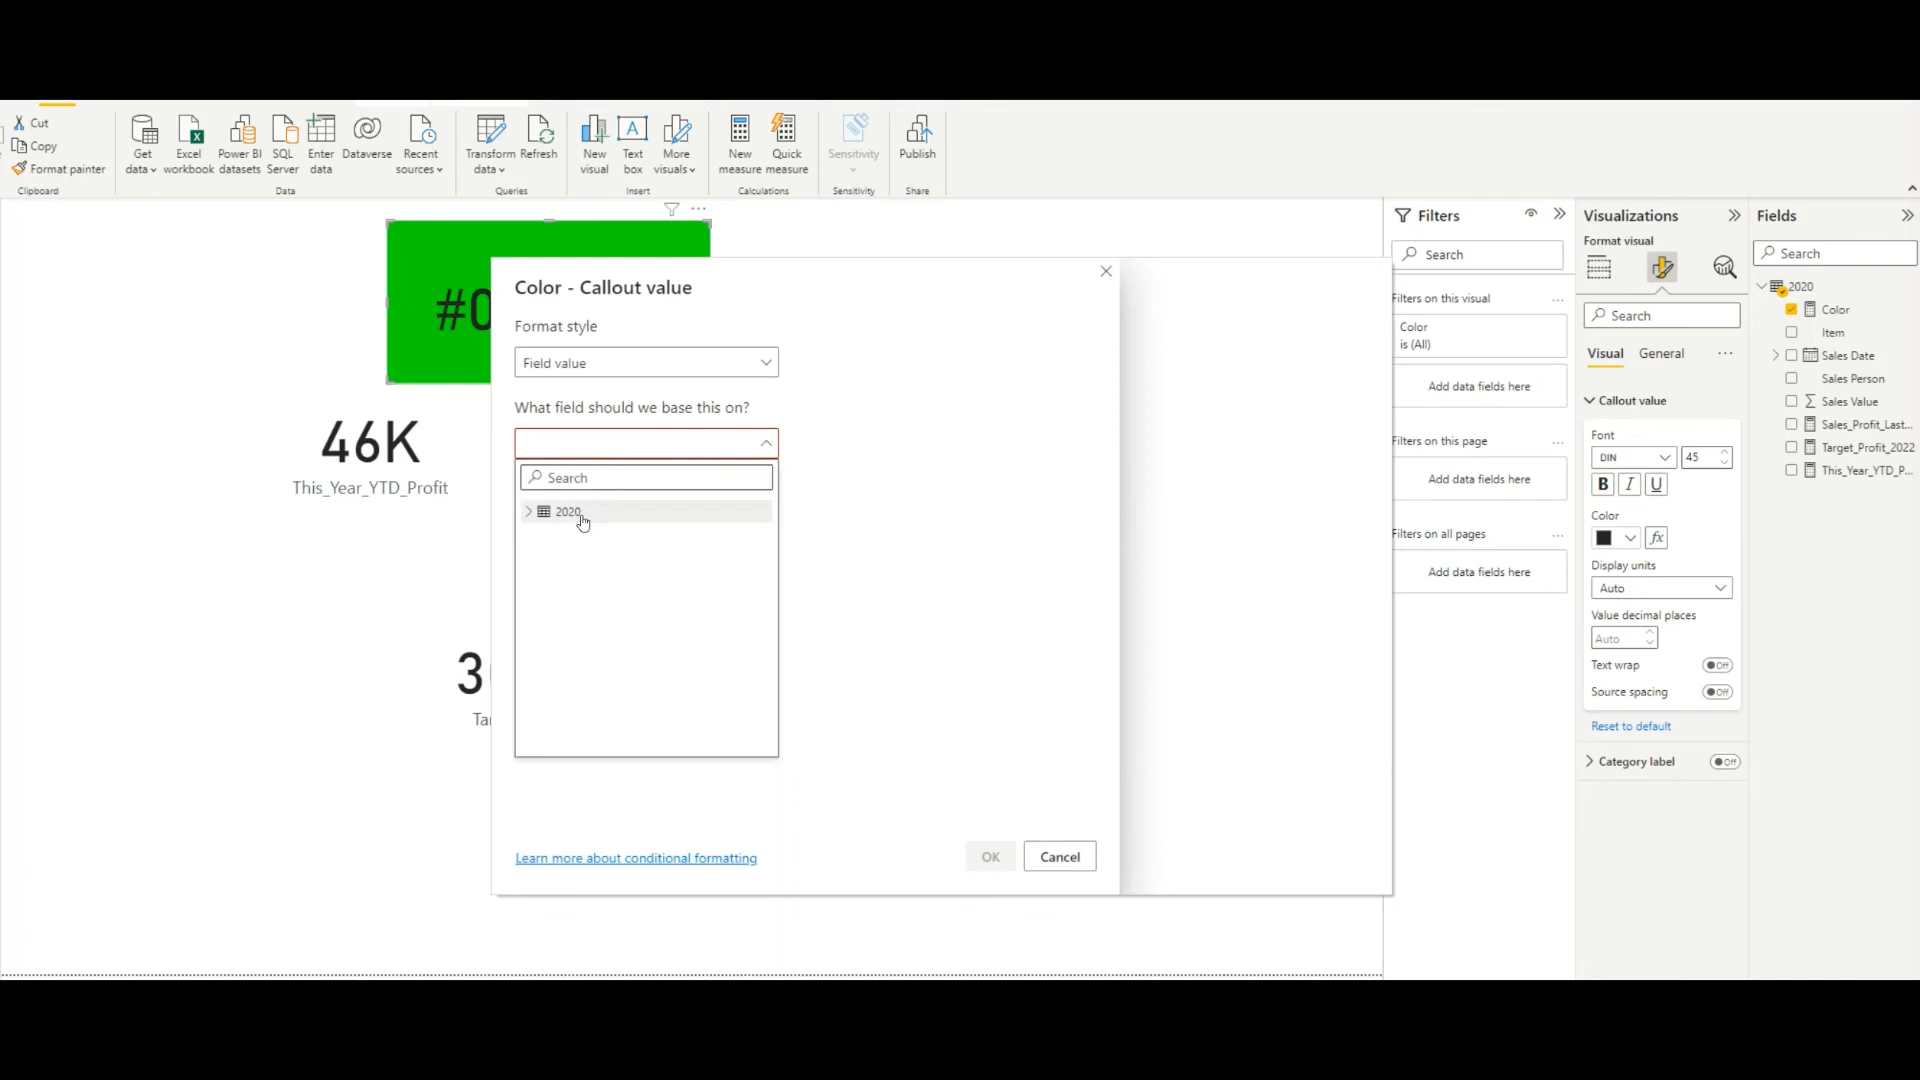 Cut
Copy
Format painter
Clipboard
Get data
Excel workbook
Power BI datasets
SQL Server
Enter data
Dataverse
Recent sources
Data
Transform data
Refresh
Queries
New visual
Text box
More visuals
Insert
New measure
Quick measure
Calculations
Sensitivity
Sensitivity
Publish
Share
#0
46K
This_Year_YTD_Profit
3
Ta
Color - Callout value
Format style
Field value
What field should we base this on?
Search
2020
Learn more about conditional formatting
OK
Cancel
Filters
Search
Filters on this visual
...
Color
is (All)
Add data fields here
Filters on this page
...
Add data fields here
Filters on all pages
...
Add data fields here
Visualizations
Format visual
Search
Visual
General
...
Callout value
Font
DIN
45
B
I
U
Color
fx
Display units
Auto
Value decimal places
Auto
Text wrap
Off
Source spacing
Off
Reset to default
Category label
Off
Fields
Search
2020
Color
Item
Sales Date
Sales Person
Sales Value
Sales_Profit_Last...
Target_Profit_2022
This_Year_YTD_P...